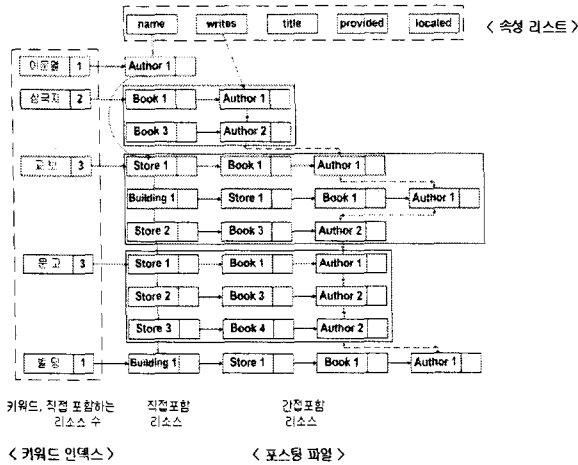 name writes title provided located
< 속성 리스트 >
이문열 1 Author 1
삼국지 2 Book 1 Author 1
Book 3 Author 2
교보 3 Store 1 Book 1 Author 1
Building 1 Store 1 Book 1 Author 1
Store 2 Book 3 Author 2
문고 3 Store 1 Book 1 Author 1
Store 2 Book 3 Author 2
Store 3 Book 4 Author 2
빌딩 1 Building 1 Store 1 Book 1 Author 1
키워드, 직접 포함하는 직접포함 간접포함
리소스 수 리소스 리소스
< 키워드 인덱스 > < 포스팅 파일 >